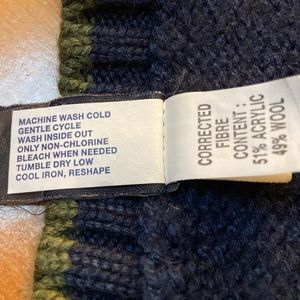 MACHINE WASH COLD
GENTLE CYCLE
WASH INSIDE OUT
ONLY NON-CHLORINE
BLEACH WHEN NEEDED
TUMBLE DRY LOW
COOL IRON, RESHAPE
CORRECTED
FIBRE
CONTENT :
51% ACRYLIC
49% WOOL